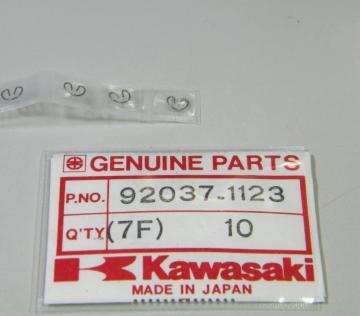 GENUINE PARTS
P.NO. 92037-1123
Q'TY (7F) 10
Kawasaki
MADE IN JAPAN